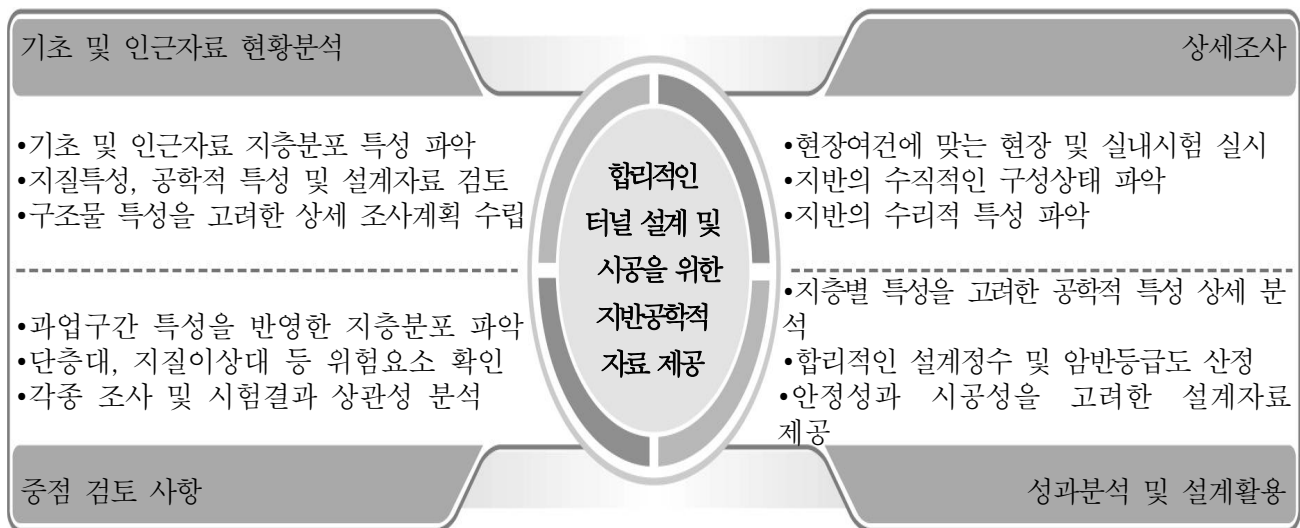 기초 및 인근자료 현황분석
•기초 및 인근자료 지층분포 특성 파악
•지질특성, 공학적 특성 및 설계자료 검토
•구조물 특성을 고려한 상세 조사계획 수립
상세조사
•현장여건에 맞는 현장 및 실내시험 실시
•지반의 수직적인 구성상태 파악
•지반의 수리적 특성 파악
합리적인
터널 설계 및
시공을 위한
지반공학적
자료 제공
•과업구간 특성을 반영한 지층분포 파악
•단층대, 지질이상대 등 위험요소 확인
•각종 조사 및 시험결과 상관성 분석
중점 검토 사항
•지층별 특성을 고려한 공학적 특성 상세 분
석
•합리적인 설계정수 및 암반등급도 산정
•안정성과 시공성을 고려한 설계자료
제공
성과분석 및 설계활용